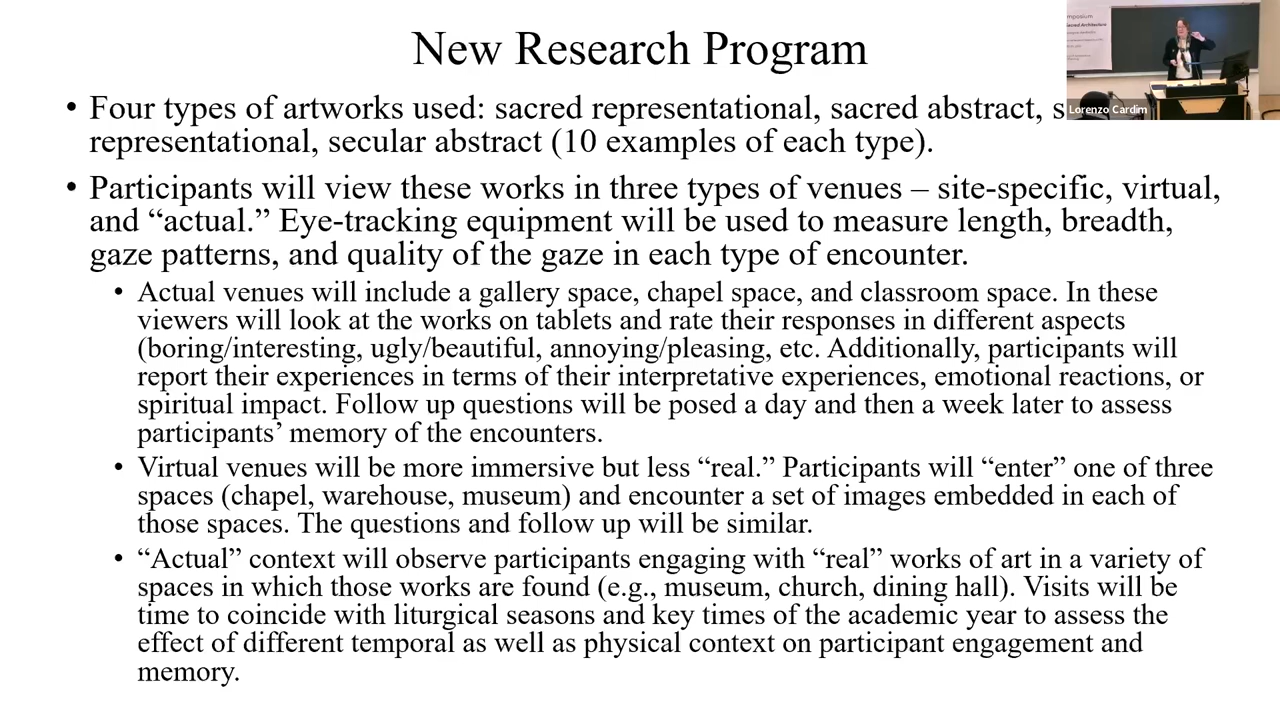 New Research Program
• Four types of artworks used: sacred representational, sacred abstract, s
representational, secular abstract (10 examples of each type).
• Participants will view these works in three types of venues – site-specific, virtual,
and “actual.” Eye-tracking equipment will be used to measure length, breadth,
gaze patterns, and quality of the gaze in each type of encounter.
• Actual venues will include a gallery space, chapel space, and classroom space. In these
viewers will look at the works on tablets and rate their responses in different aspects
(boring/interesting, ugly/beautiful, annoying/pleasing, etc. Additionally, participants will
report their experiences in terms of their interpretative experiences, emotional reactions, or
spiritual impact. Follow up questions will be posed a day and then a week later to assess
participants’ memory of the encounters.
• Virtual venues will be more immersive but less “real.” Participants will “enter” one of three
spaces (chapel, warehouse, museum) and encounter a set of images embedded in each of
those spaces. The questions and follow up will be similar.
• “Actual” context will observe participants engaging with “real” works of art in a variety of
spaces in which those works are found (e.g., museum, church, dining hall). Visits will be
time to coincide with liturgical seasons and key times of the academic year to assess the
effect of different temporal as well as physical context on participant engagement and
memory.
mposium
Sacred Architecture
Lorenzo Cardim